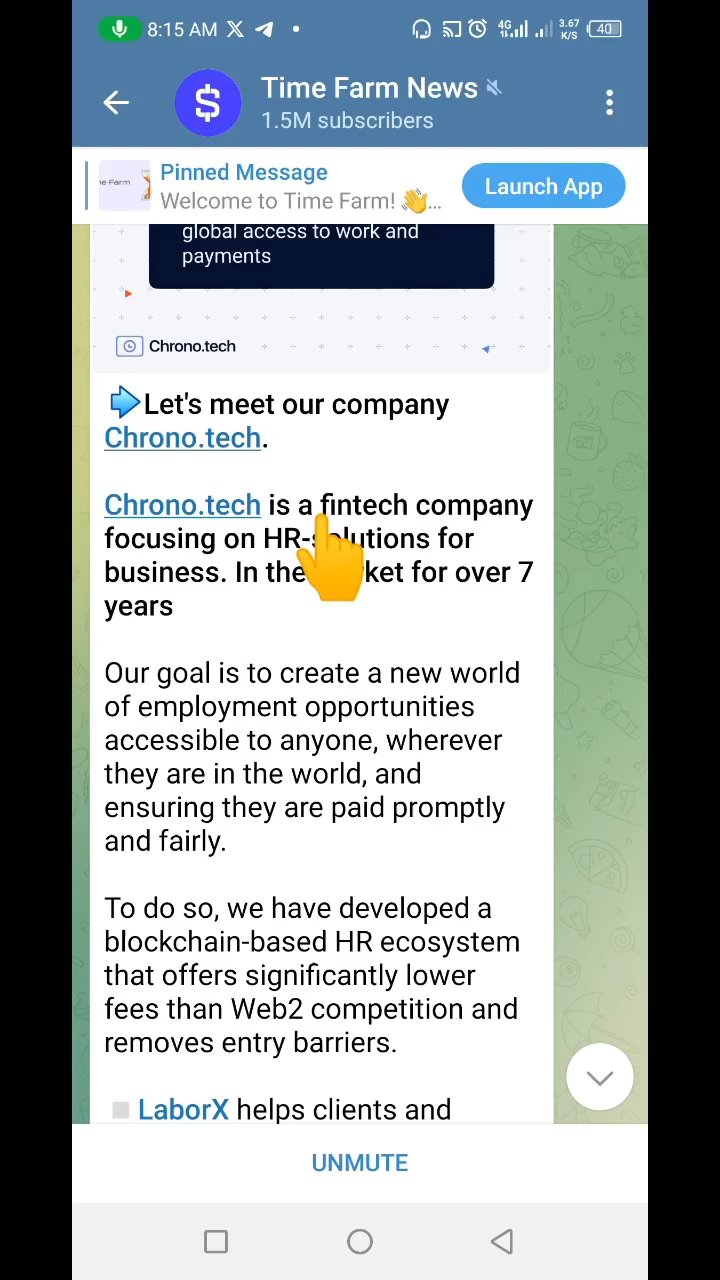 8:15 AM
4G
3.67
K/S
40
Time Farm News
1.5M subscribers
Farm
Pinned Message
Welcome to Time Farm! 👋...
Launch App
global access to work and
payments
Chrono.tech
Let's meet our company
Chrono.tech.
Chrono.tech is a fintech company
focusing on HR-solutions for
business. In the market for over 7
years
Our goal is to create a new world
of employment opportunities
accessible to anyone, wherever
they are in the world, and
ensuring they are paid promptly
and fairly.
To do so, we have developed a
blockchain-based HR ecosystem
that offers significantly lower
fees than Web2 competition and
removes entry barriers.
LaborX helps clients and
UNMUTE